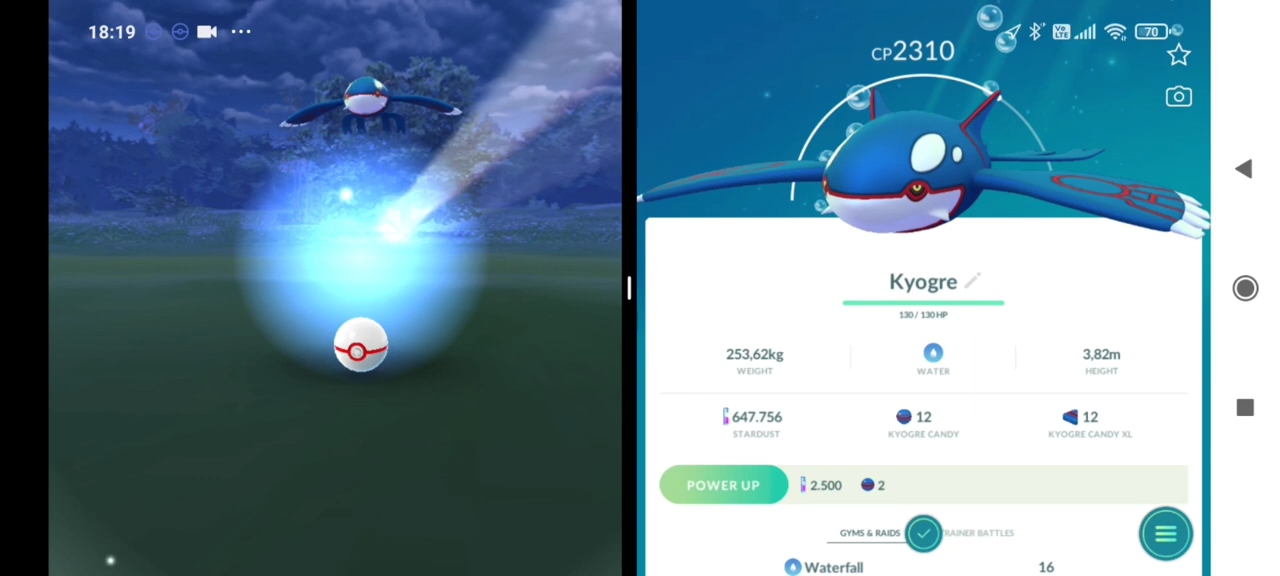 18:19
70
CP2310
Kyogre
130 / 130 HP
253,62kg
WEIGHT
WATER
3,82m
HEIGHT
647.756
STARDUST
12
KYOGRE CANDY
12
KYOGRE CANDY XL
POWER UP
2.500
2
GYMS & RAIDS
TRAINER BATTLES
Waterfall
16